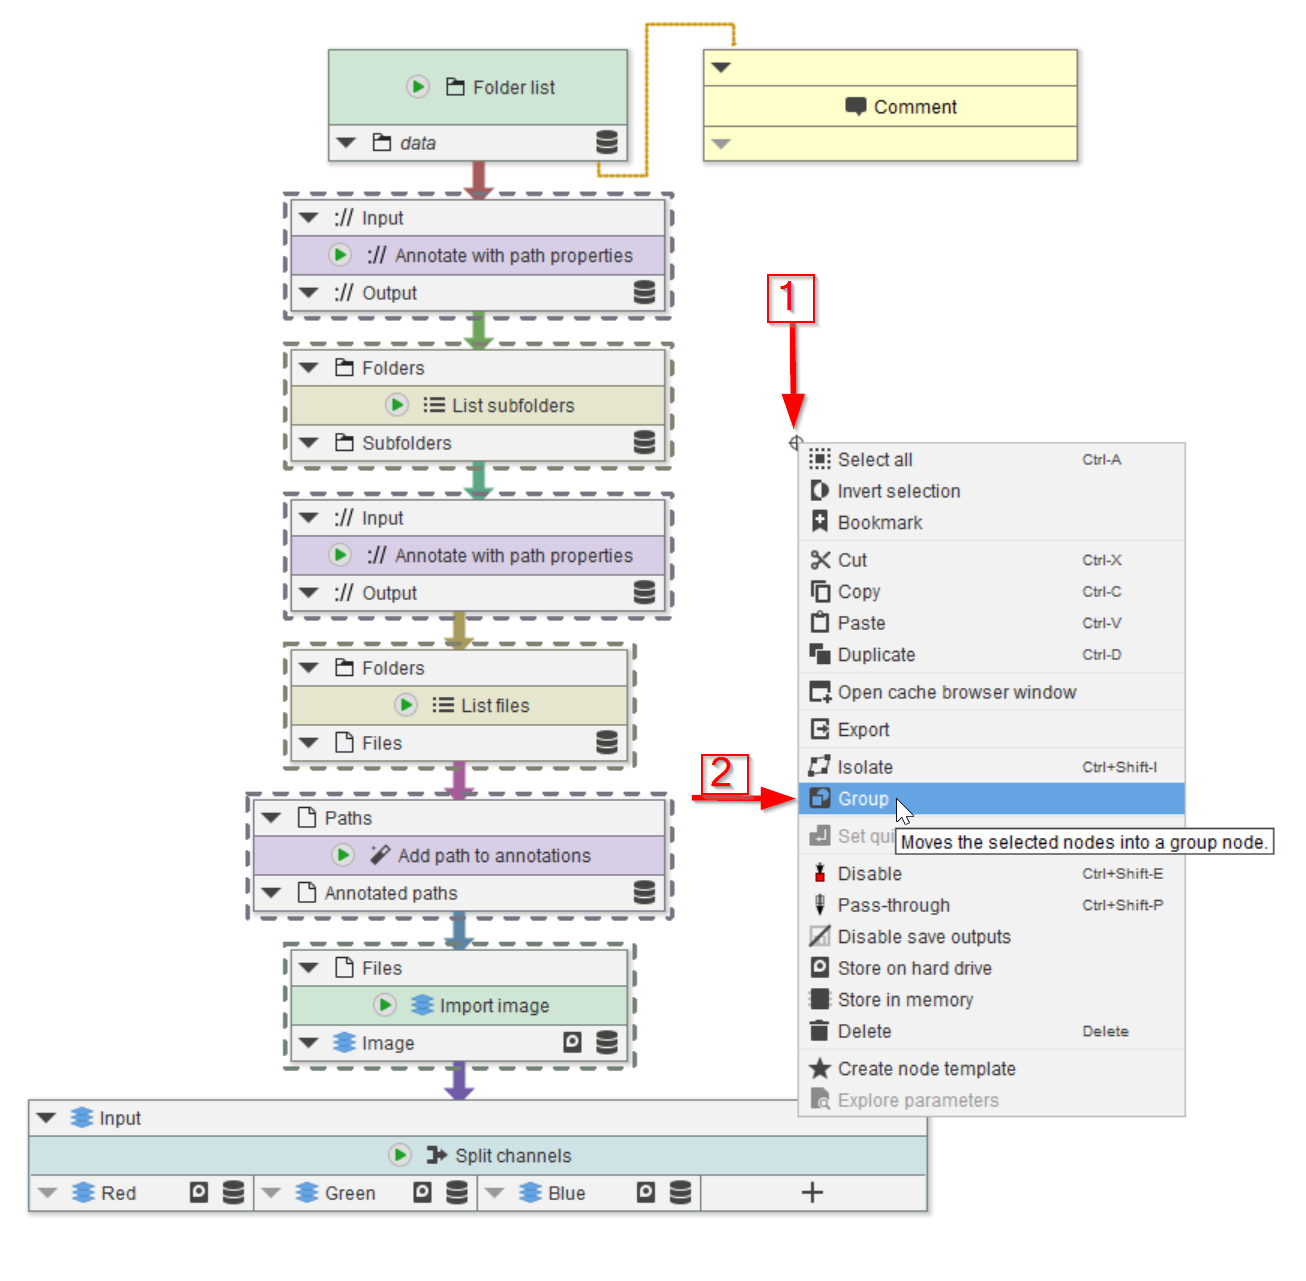 Folder list
data
Comment
:// Input
:// Annotate with path properties
:// Output
Folders
List subfolders
Subfolders
:// Input
:// Annotate with path properties
:// Output
Folders
List files
Files
Paths
Add path to annotations
Annotated paths
Files
Import image
Image
Input
Split channels
Red Green Blue
1
2
Select all Ctrl-A
Invert selection
Bookmark
Cut Ctrl-X
Copy Ctrl-C
Paste Ctrl-V
Duplicate Ctrl-D
Open cache browser window
Export
Isolate Ctrl+Shift-I
Group
Set qui
Moves the selected nodes into a group node.
Disable Ctrl+Shift-E
Pass-through Ctrl+Shift-P
Disable save outputs
Store on hard drive
Store in memory
Delete Delete
Create node template
Explore parameters